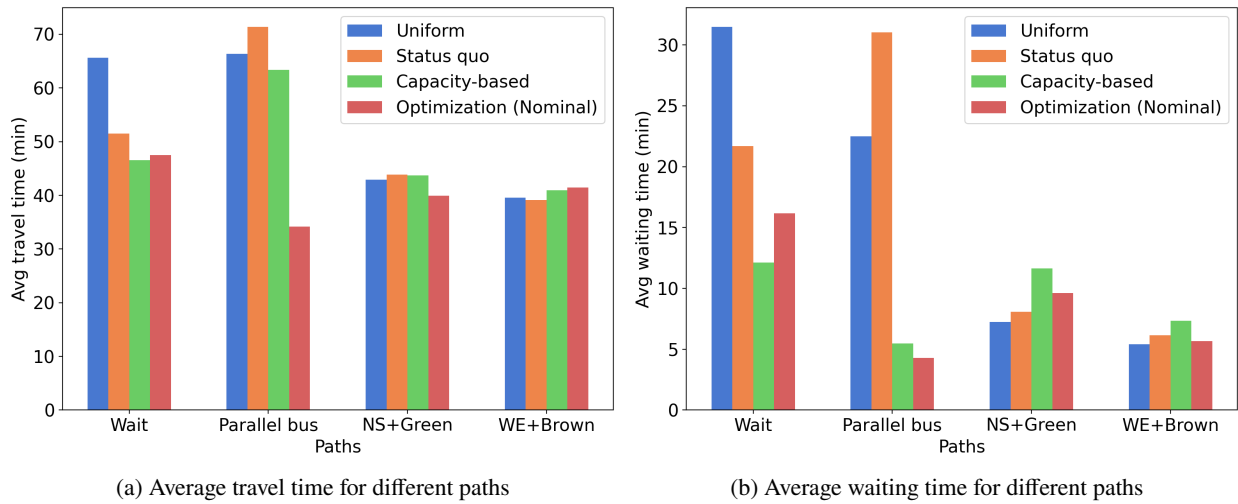 Avg travel time (min)
70
60
50
40
30
20
10
0
Uniform
Status quo
Capacity-based
Optimization (Nominal)
Wait Parallel bus NS+Green WE+Brown
Paths
(a) Average travel time for different paths
Avg waiting time (min)
30
25
20
15
10
5
0
Uniform
Status quo
Capacity-based
Optimization (Nominal)
Wait Parallel bus NS+Green WE+Brown
Paths
(b) Average waiting time for different paths